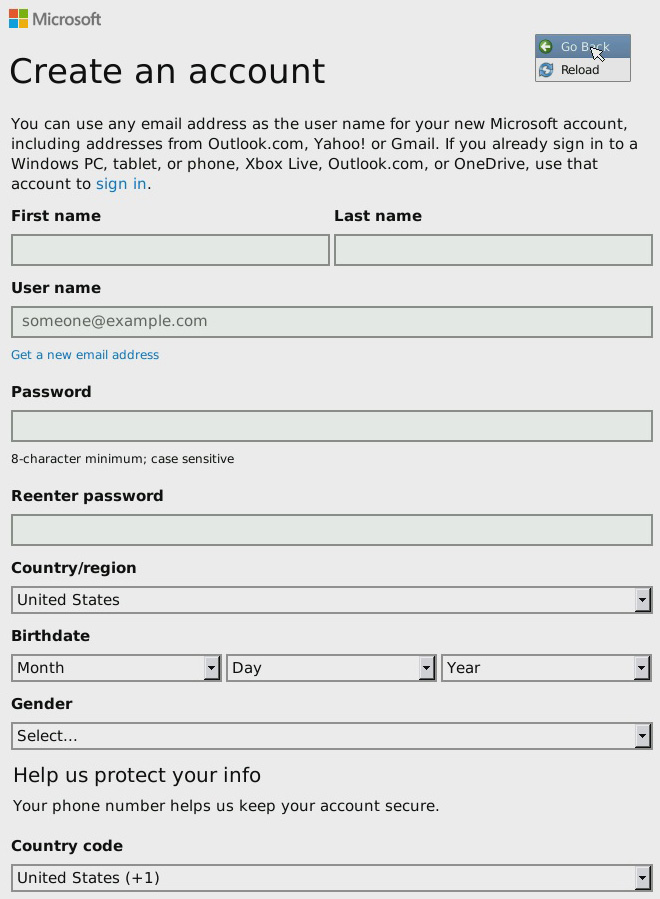 Microsoft
Go Back
Create an account
Reload
You can use any email address as the user name for your new Microsoft account,
including addresses from Outlook.com, Yahoo! or Gmail. If you already sign in to a
Windows PC, tablet, or phone, Xbox Live, Outlook.com, or OneDrive, use that
account to sign in.
First name Last name
User name
someone@example.com
Get a new email address
Password
8-character minimum; case sensitive
Reenter password
Country/region
United States
Birthdate
Month Day Year
Gender
Select...
Help us protect your info
Your phone number helps us keep your account secure.
Country code
United States (+1)